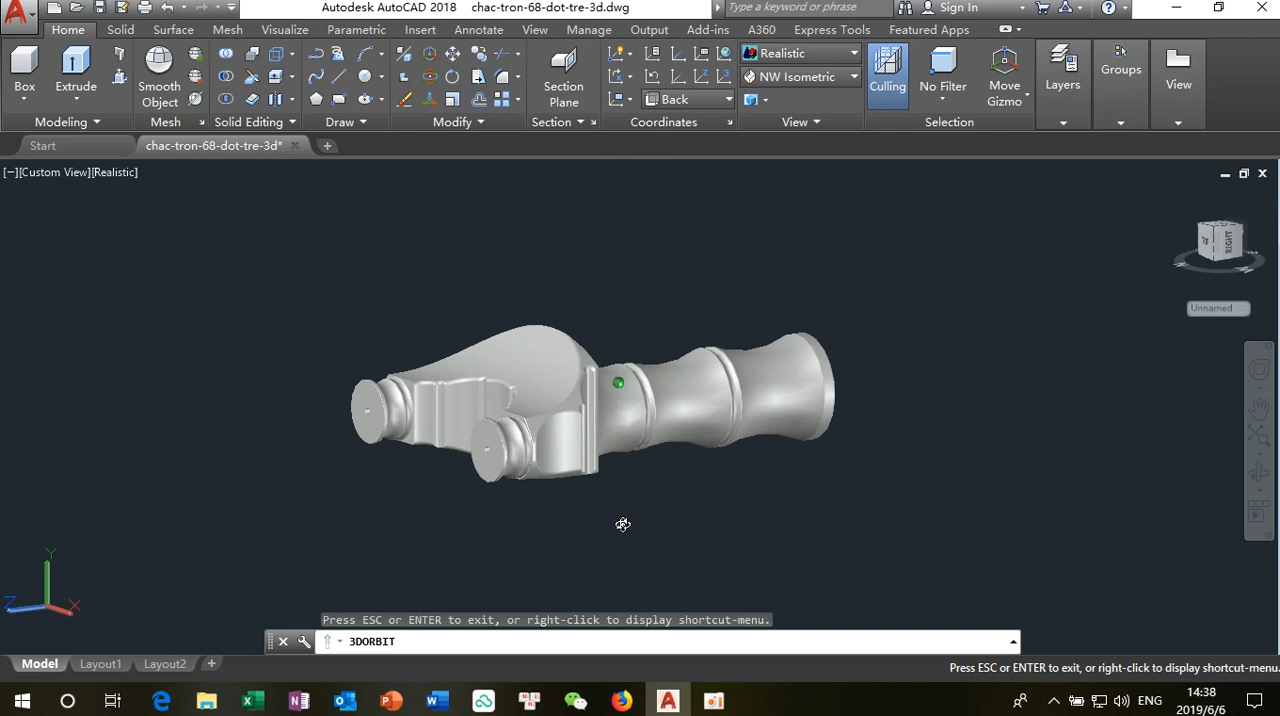 Autodesk AutoCAD 2018 chac-tron-68-dot-tre-3d.dwg
Type a keyword or phrase
Sign In
Home Solid Surface Mesh Visualize Parametric Insert Annotate View Manage Output Add-ins A360 Express Tools Featured Apps
Realistic
NW Isometric
Back
Box Extrude Smooth Object Section Plane Culling No Filter Move Gizmo Layers Groups View
Modeling Mesh Solid Editing Draw Modify Section Coordinates View Selection
Start chac-tron-68-dot-tre-3d*
[−][Custom View][Realistic]
RIGHT
Unnamed
Y
Z X
Press ESC or ENTER to exit, or right-click to display shortcut-menu.
3DORBIT
Model Layout1 Layout2
Press ESC or ENTER to exit, or right-click to display shortcut-menu.
ENG
14:38
2019/6/6